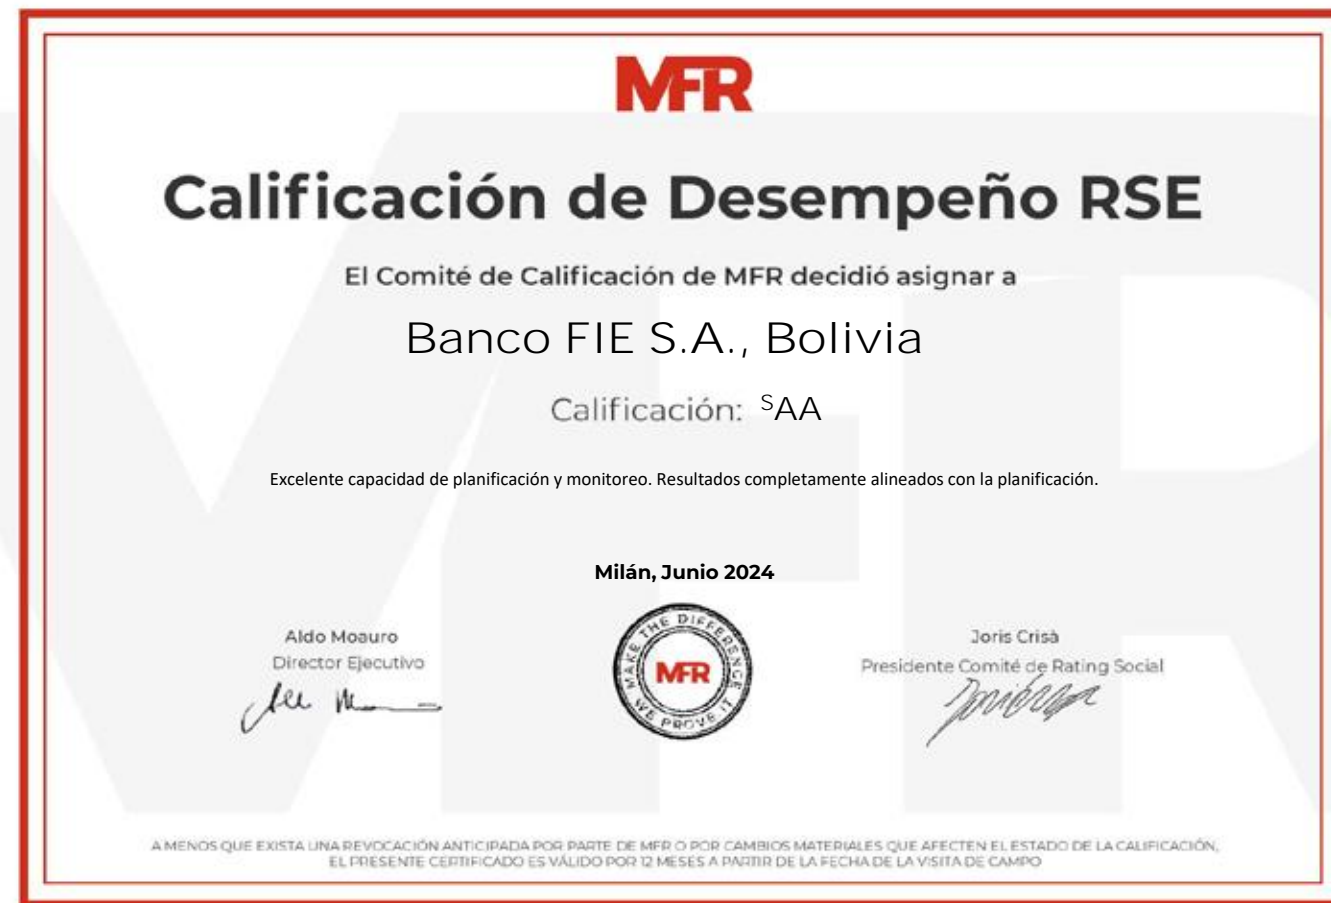 MFR
Calificación de Desempeño RSE
El Comité de Calificación de MFR decidió asignar a
Banco FIE S.A., Bolivia
Calificación: ˢAA
Excelente capacidad de planificación y monitoreo. Resultados completamente alineados con la planificación.
Milán, Junio 2024
Aldo Moauro
Director Ejecutivo
MAKE THE DIFFERENCE
MFR
WE PROVE IT
Joris Crisà
Presidente Comité de Rating Social
A MENOS QUE EXISTA UNA REVOCACIÓN ANTICIPADA POR PARTE DE MFR O POR CAMBIOS MATERIALES QUE AFECTEN EL ESTADO DE LA CALIFICACIÓN,
EL PRESENTE CERTIFICADO ES VÁLIDO POR 12 MESES A PARTIR DE LA FECHA DE LA VISITA DE CAMPO